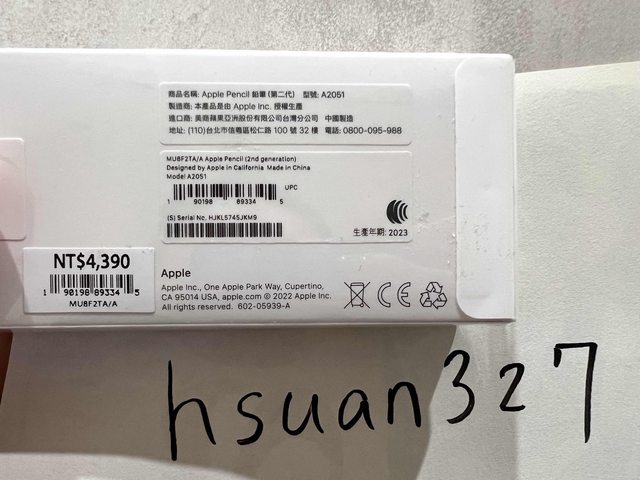 商品名稱: Apple Pencil 鉛筆 (第二代) 型號: A2051
製造商: 本產品是由 Apple Inc. 授權生產
進口商: 美商蘋果亞洲股份有限公司台灣分公司 中國製造
地址: (110)台北市信義區松仁路 100 號 32 樓 電話: 0800-095-988
MU8F2TA/A Apple Pencil (2nd generation)
Designed by Apple in California Made in China
Model A2051
UPC
1 90198 89334 5
(S) Serial No. HJKL5745JKM9
生產年期: 2023
NT$4,390
1 90198 89334 5
MU8F2TA/A
Apple
Apple Inc., One Apple Park Way, Cupertino,
CA 95014 USA, apple.com © 2022 Apple Inc.
All rights reserved. 602-05939-A
CE
hsuan327